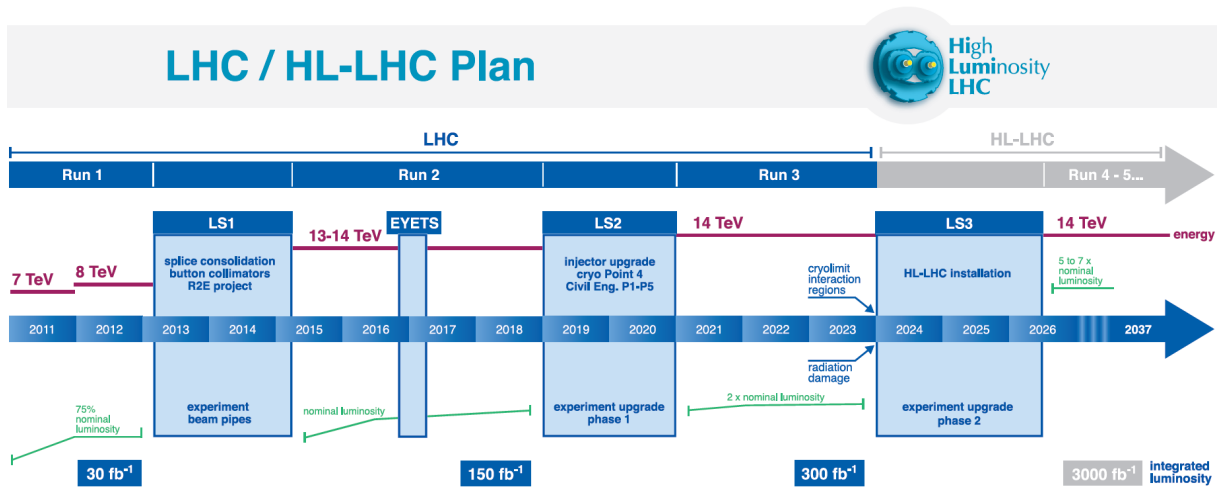 LHC / HL-LHC Plan
High
Luminosity
LHC
LHC
HL-LHC
Run 1
Run 2
Run 3
Run 4 - 5...
LS1
EYETS
LS2
LS3
7 TeV
8 TeV
13-14 TeV
14 TeV
14 TeV
energy
splice consolidation
button collimators
R2E project
injector upgrade
cryo Point 4
Civil Eng. P1-P5
cryolimit
interaction
regions
HL-LHC installation
5 to 7 x
nominal
luminosity
2011
2012
2013
2014
2015
2016
2017
2018
2019
2020
2021
2022
2023
2024
2025
2026
2037
radiation
damage
75%
nominal
luminosity
experiment
beam pipes
nominal luminosity
experiment upgrade
phase 1
2 x nominal luminosity
experiment upgrade
phase 2
30 fb⁻¹
150 fb⁻¹
300 fb⁻¹
3000 fb⁻¹
integrated
luminosity